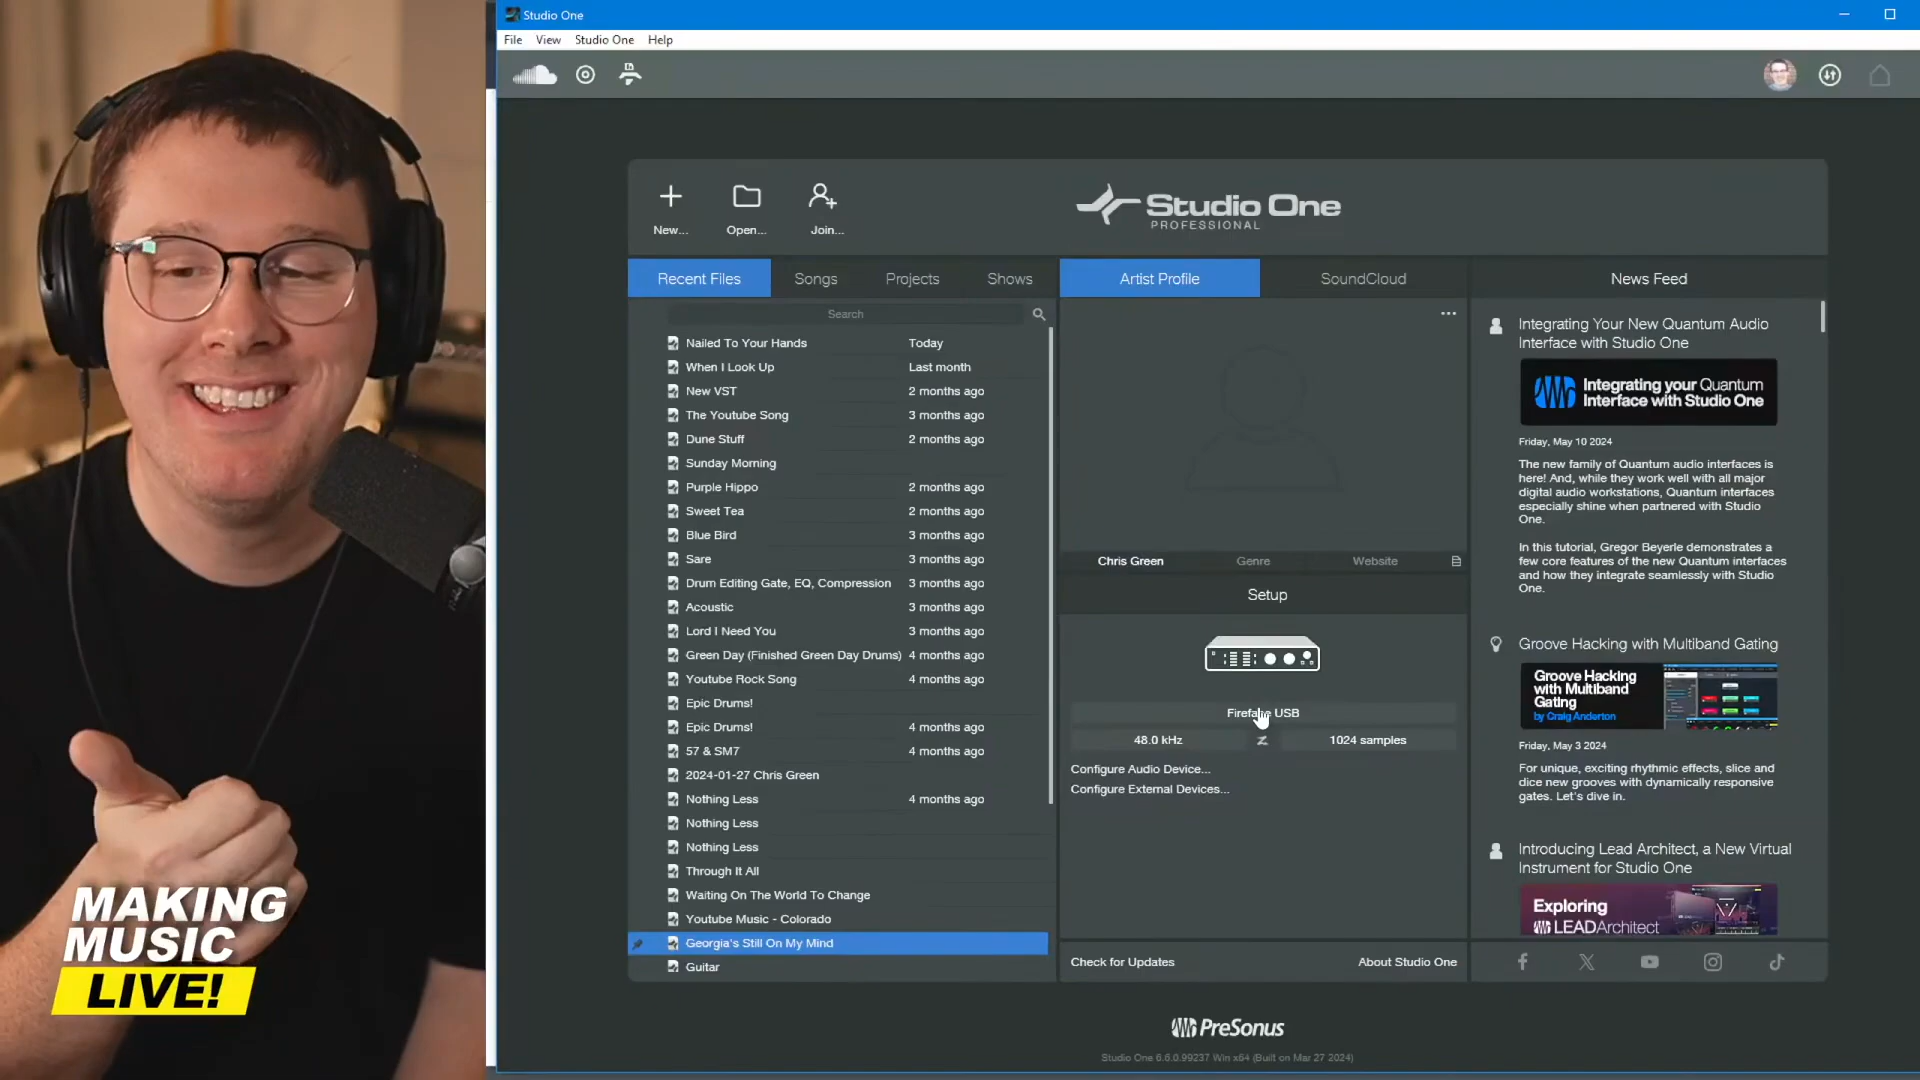 Studio One
File View Studio One Help
New...
Open...
Join...
Studio One
PROFESSIONAL
Recent Files
Songs
Projects
Shows
Artist Profile
SoundCloud
News Feed
Search
Nailed To Your Hands Today
When I Look Up Last month
New VST 2 months ago
The Youtube Song 3 months ago
Dune Stuff 2 months ago
Sunday Morning
Purple Hippo 2 months ago
Sweet Tea 2 months ago
Blue Bird 3 months ago
Sare 3 months ago
Drum Editing Gate, EQ, Compression 3 months ago
Acoustic 3 months ago
Lord I Need You 3 months ago
Green Day (Finished Green Day Drums) 4 months ago
Youtube Rock Song 4 months ago
Epic Drums!
Epic Drums! 4 months ago
57 & SM7 4 months ago
2024-01-27 Chris Green
Nothing Less 4 months ago
Nothing Less
Nothing Less
Through It All
Waiting On The World To Change
Youtube Music - Colorado
Georgia's Still On My Mind
Guitar
Chris Green
Genre
Website
Setup
Fireface USB
48.0 kHz
1024 samples
Configure Audio Device...
Configure External Devices...
Check for Updates
About Studio One
Integrating Your New Quantum Audio
Interface with Studio One
Integrating your Quantum
Interface with Studio One
Friday, May 10 2024
The new family of Quantum audio interfaces is
here! And, while they work well with all major
digital audio workstations, Quantum interfaces
especially shine when partnered with Studio
One.
In this tutorial, Gregor Beyerle demonstrates a
few core features of the new Quantum interfaces
and how they integrate seamlessly with Studio
One.
Groove Hacking with Multiband Gating
Groove Hacking
with Multiband
Gating
by Craig Anderton
Friday, May 3 2024
For unique, exciting rhythmic effects, slice and
dice new grooves with dynamically responsive
gates. Let's dive in.
Introducing Lead Architect, a New Virtual
Instrument for Studio One
Exploring
LEADArchitect
PreSonus
Studio One 6.6.0.99237 Win x64 (Built on Mar 27 2024)
MAKING
MUSIC
LIVE!